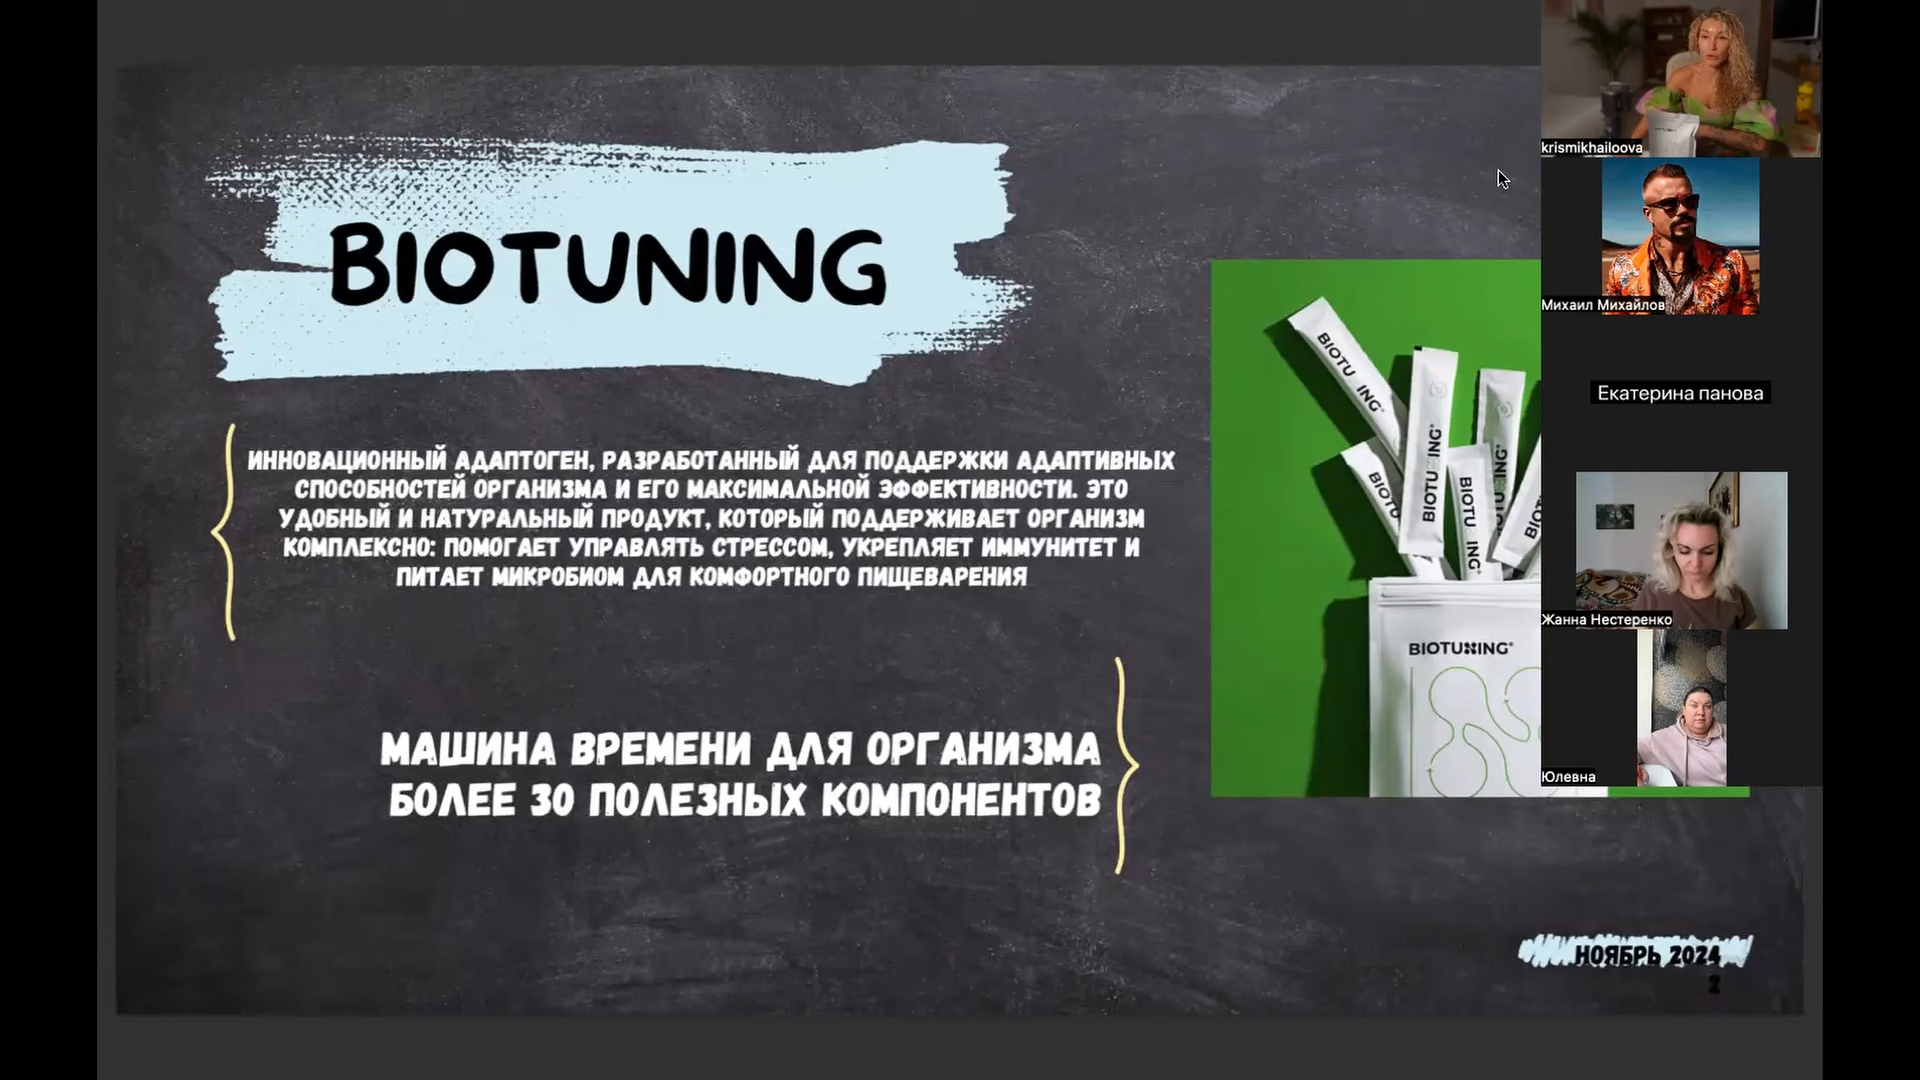 BIOTUNING
ИННОВАЦИОННЫЙ АДАПТОГЕН, РАЗРАБОТАННЫЙ ДЛЯ ПОДДЕРЖКИ АДАПТИВНЫХ
СПОСОБНОСТЕЙ ОРГАНИЗМА И ЕГО МАКСИМАЛЬНОЙ ЭФФЕКТИВНОСТИ. ЭТО
УДОБНЫЙ И НАТУРАЛЬНЫЙ ПРОДУКТ, КОТОРЫЙ ПОДДЕРЖИВАЕТ ОРГАНИЗМ
КОМПЛЕКСНО: ПОМОГАЕТ УПРАВЛЯТЬ СТРЕССОМ, УКРЕПЛЯЕТ ИММУНИТЕТ И
ПИТАЕТ МИКРОБИОМ ДЛЯ КОМФОРТНОГО ПИЩЕВАРЕНИЯ
МАШИНА ВРЕМЕНИ ДЛЯ ОРГАНИЗМА
БОЛЕЕ 30 ПОЛЕЗНЫХ КОМПОНЕНТОВ
BIOTUNING®
BIOTUNING®
BIOTUNING®
НОЯБРЬ 2024
2
krismikhailoova
Михаил Михайлов
Екатерина панова
Жанна Нестеренко
Юлевна